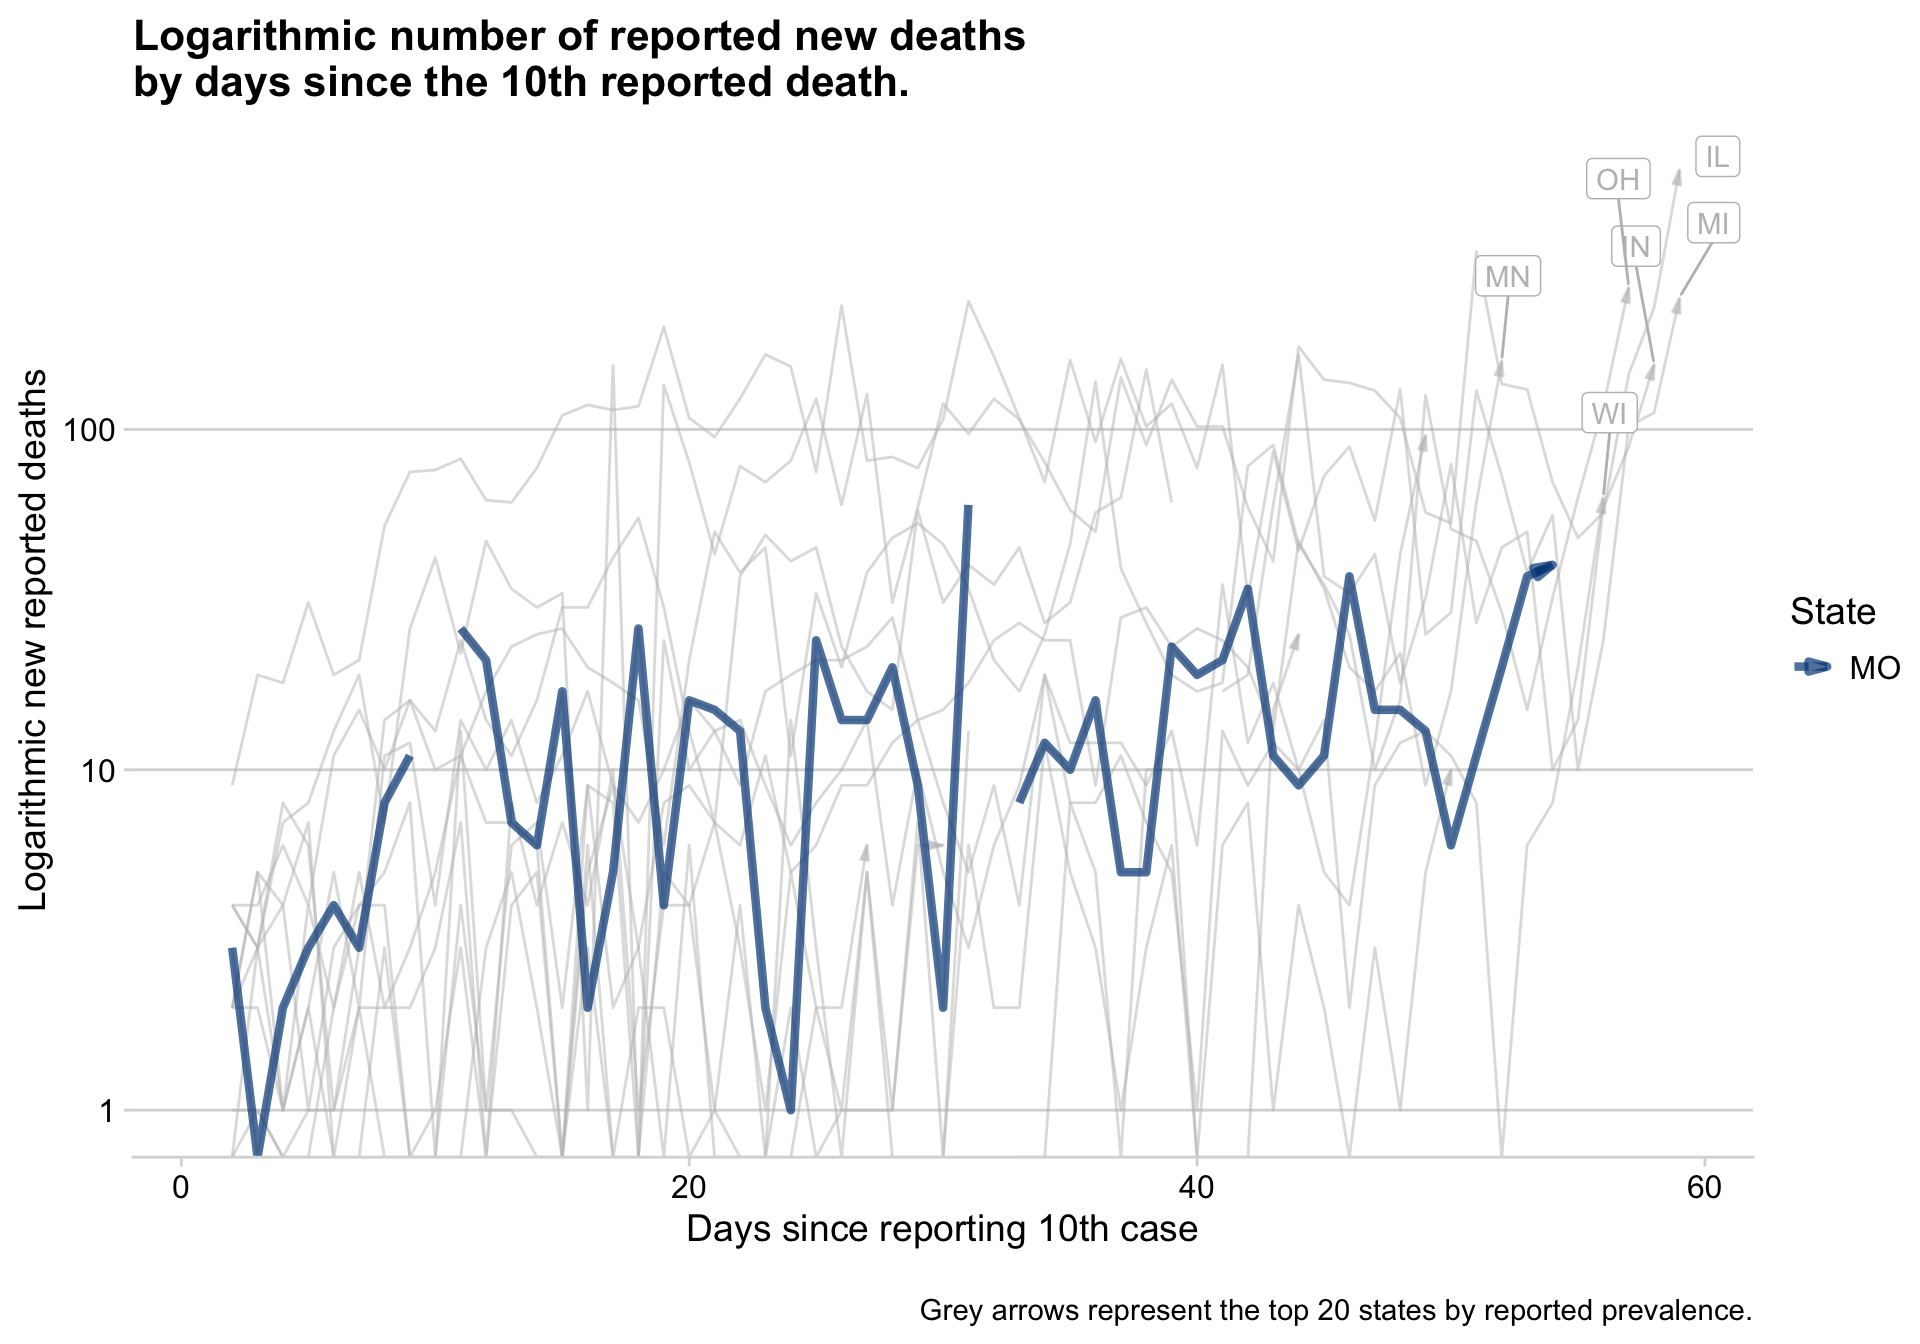 Logarithmic number of reported new deaths
by days since the 10th reported death.
IL
OH
MI
IN
MN
WI
Logarithmic new reported deaths
100
10
1
State
MO
0
20
40
60
Days since reporting 10th case
Grey arrows represent the top 20 states by reported prevalence.